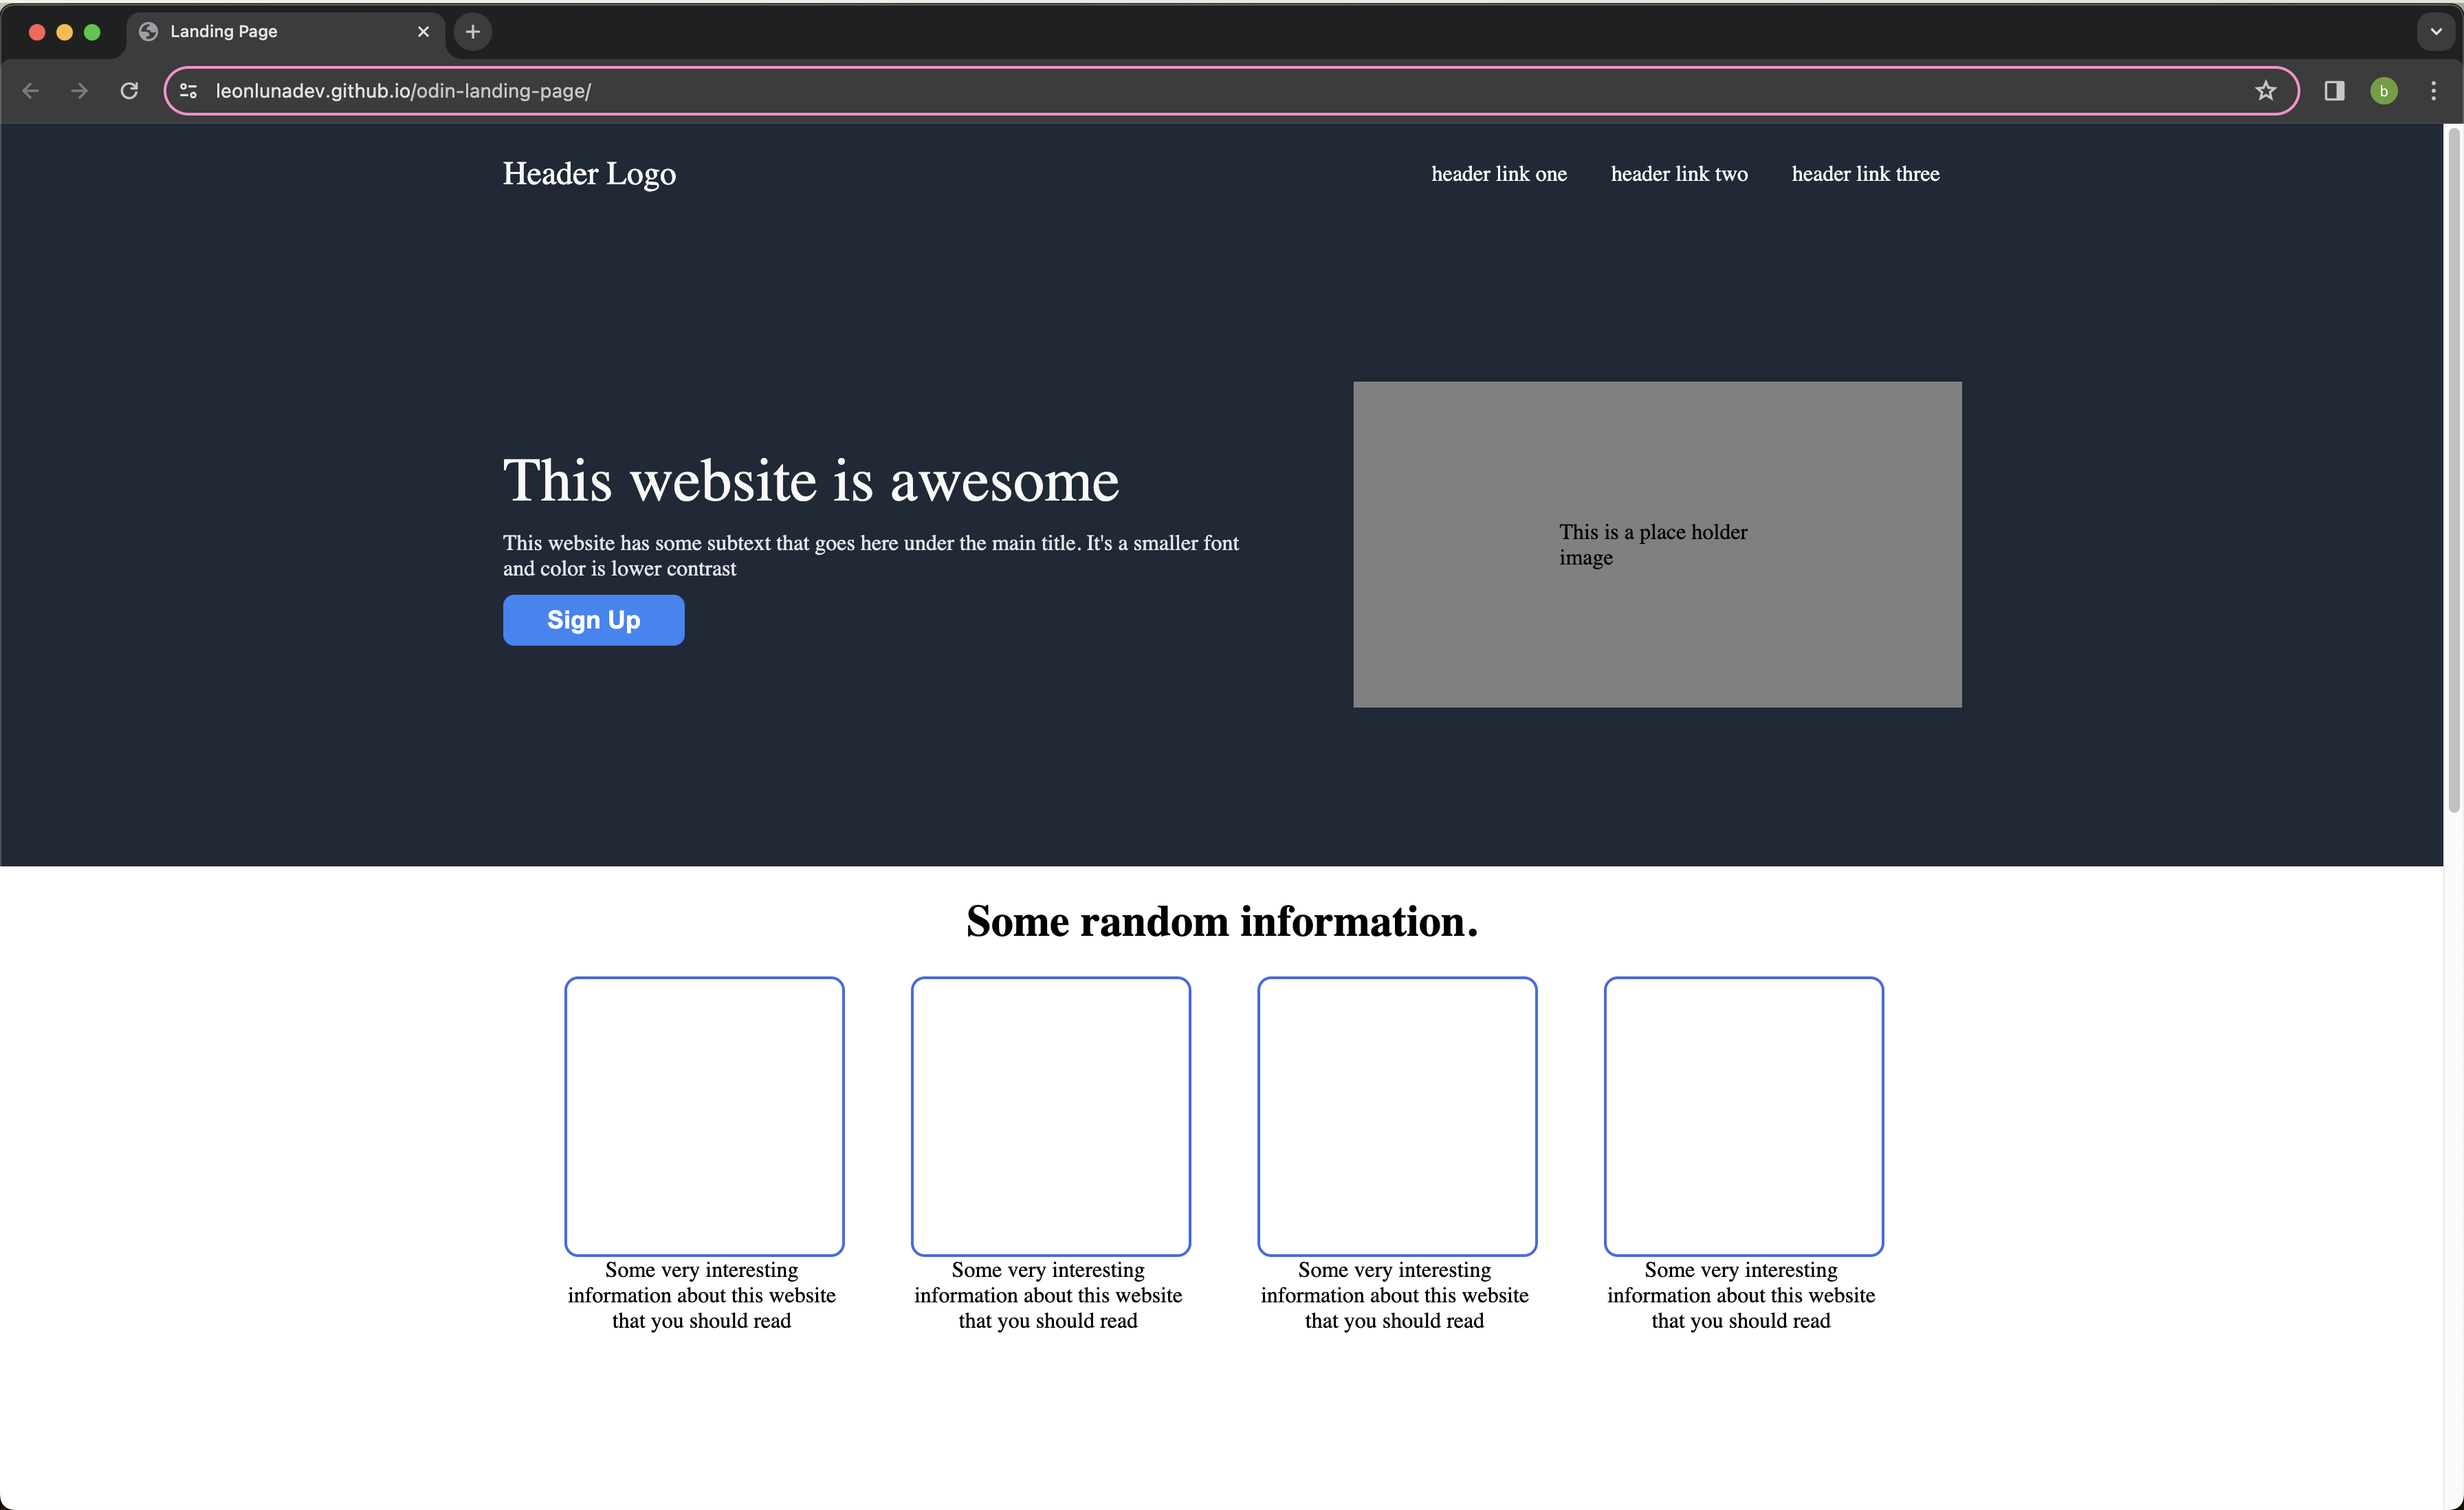 Landing Page
leonlunadev.github.io/odin-landing-page/
b
Header Logo
header link one
header link two
header link three
This website is awesome
This website has some subtext that goes here under the main title. It's a smaller font
and color is lower contrast
Sign Up
This is a place holder
image
Some random information.
Some very interesting
information about this website
that you should read
Some very interesting
information about this website
that you should read
Some very interesting
information about this website
that you should read
Some very interesting
information about this website
that you should read